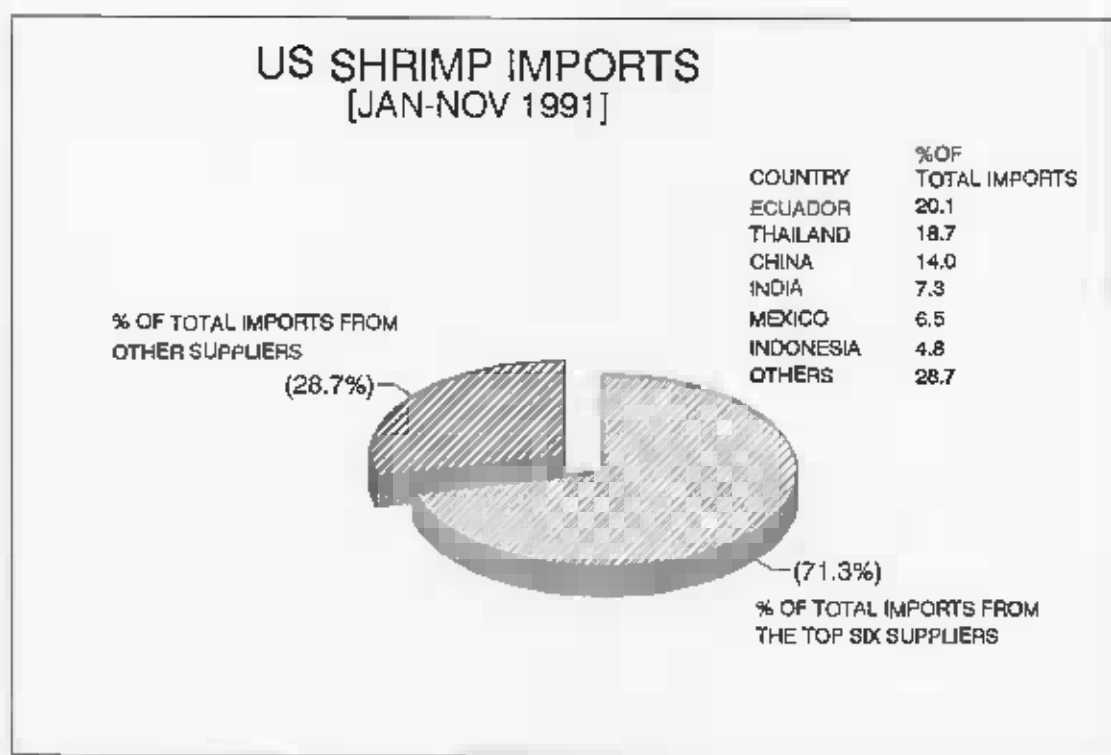 US SHRIMP IMPORTS
[JAN-NOV 1991]
%OF
COUNTRY TOTAL IMPORTS
ECUADOR 20.1
THAILAND 18.7
CHINA 14.0
INDIA 7.3
MEXICO 6.5
INDONESIA 4.8
OTHERS 28.7
% OF TOTAL IMPORTS FROM
OTHER SUPPLIERS
(28.7%)
(71.3%)
% OF TOTAL IMPORTS FROM
THE TOP SIX SUPPLIERS